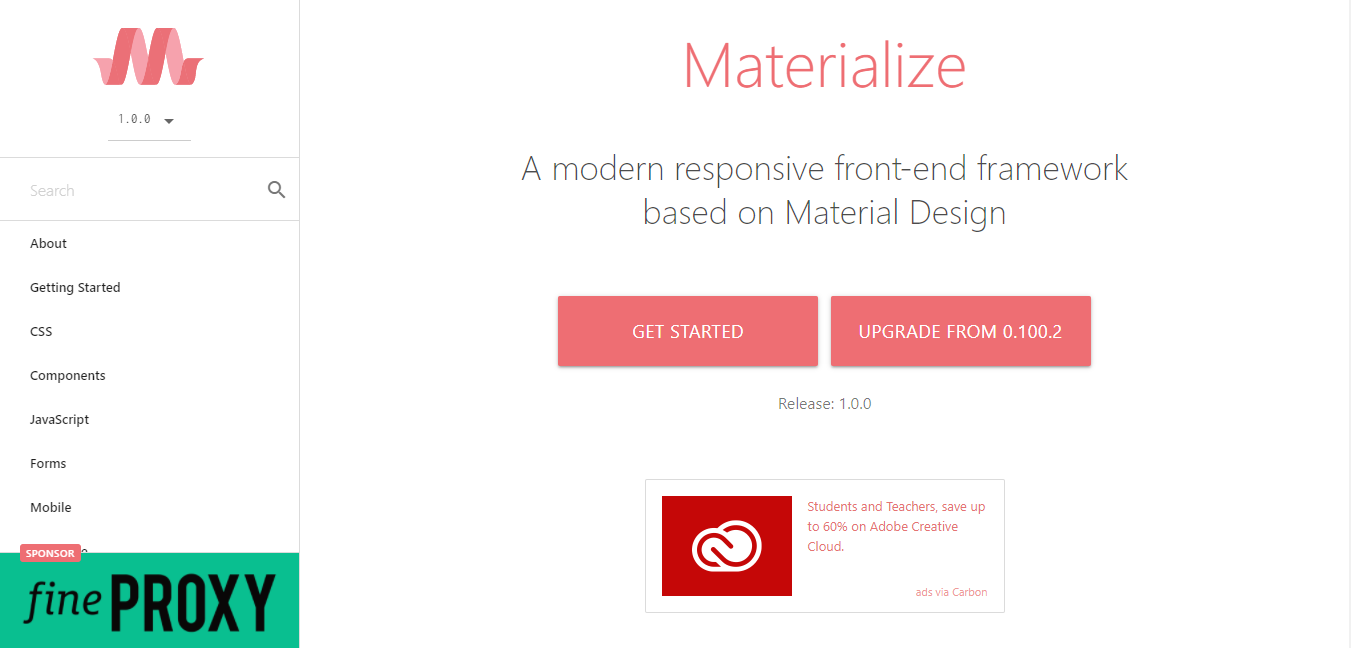 1.0.0
Search
About
Getting Started
CSS
Components
JavaScript
Forms
Mobile
SPONSOR
fine PROXY
Materialize
A modern responsive front-end framework
based on Material Design
GET STARTED
UPGRADE FROM 0.100.2
Release: 1.0.0
Students and Teachers, save up
to 60% on Adobe Creative
Cloud.
ads via Carbon